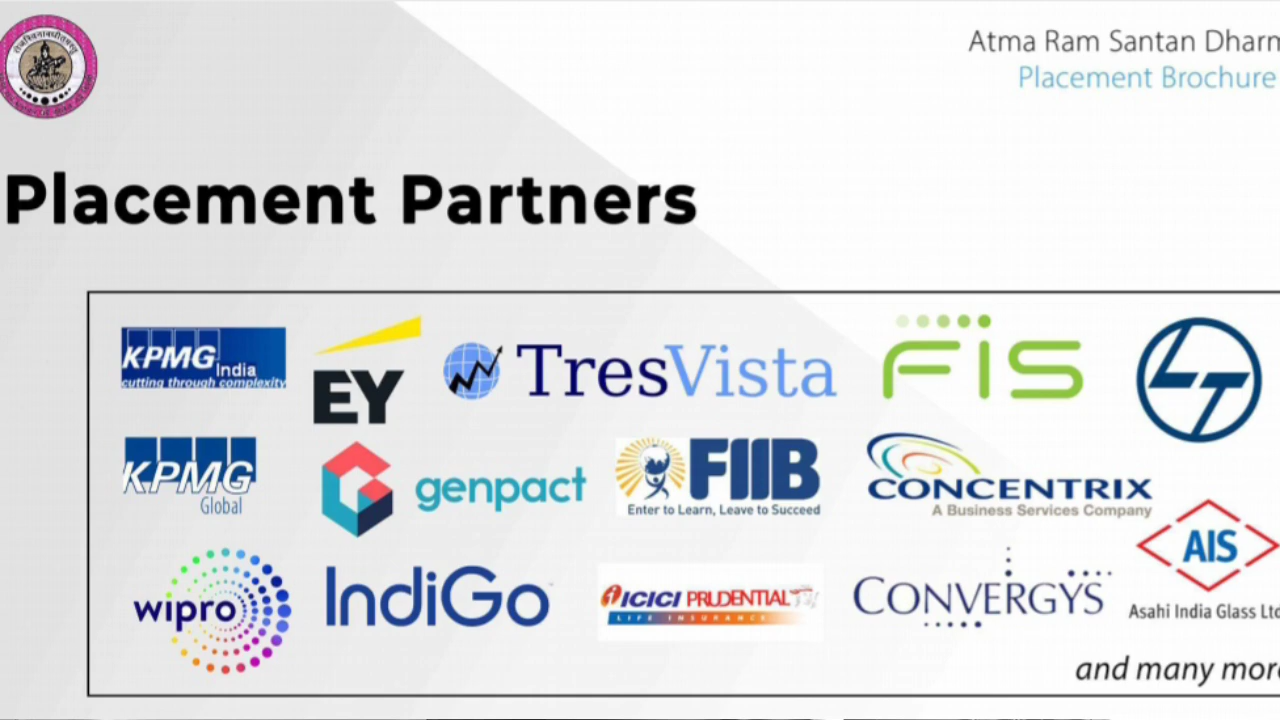 Atma Ram Santan Dharm
Placement Brochure
Placement Partners
KPMG India
cutting through complexity
EY
TresVista
FIS
LT
KPMG
Global
genpact
FIIB
Enter to Learn, Leave to Succeed
CONCENTRIX
A Business Services Company
AIS
Asahi India Glass Ltd
wipro
IndiGo
ICICI PRUDENTIAL
LIFE INSURANCE
CONVERGYS
and many more